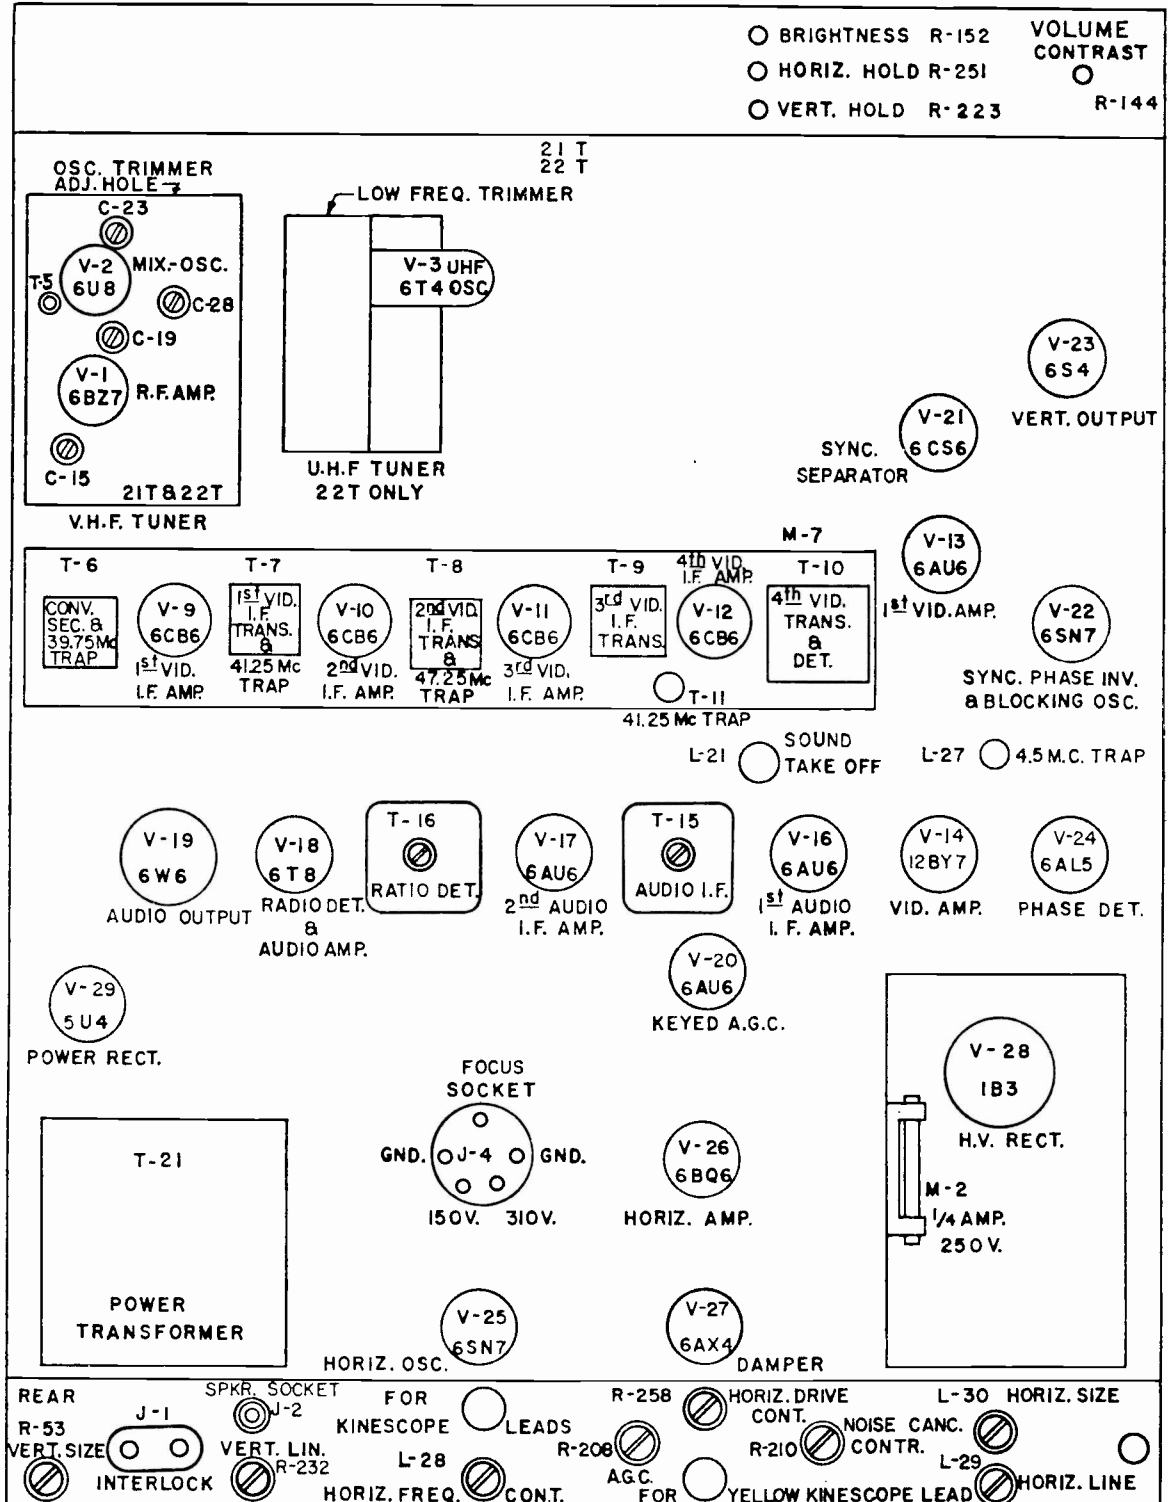 BRIGHTNESS R-152
HORIZ. HOLD R-251
VERT. HOLD R-223
VOLUME
CONTRAST
R-144
21 T
22 T
OSC. TRIMMER
ADJ. HOLE
C-23
V-2
6U8
MIX.-OSC.
T-5
C-28
C-19
V-1
6BZ7
R.F. AMP.
C-15
21T & 22T
V.H.F. TUNER
LOW FREQ. TRIMMER
V-3 UHF
6T4 OSC
U.H.F TUNER
22T ONLY
V-23
6S4
VERT. OUTPUT
V-21
6CS6
SYNC.
SEPARATOR
V-13
6AU6
1st VID. AMP.
V-22
6SN7
SYNC. PHASE INV.
& BLOCKING OSC.
M-7
T-6
CONV.
SEC. &
39.75Mc
TRAP
V-9
6CB6
1st VID.
I.F. AMP.
T-7
1st VID.
I.F.
TRANS.
&
41.25 Mc
TRAP
V-10
6CB6
2nd VID.
I.F. AMP.
T-8
2nd VID.
I.F.
TRANS
&
47.25 Mc
TRAP
V-11
6CB6
3rd VID.
I.F. AMP.
T-9
3rd VID.
I.F.
TRANS.
4th VID.
I.F. AMP.
V-12
6CB6
T-10
4th VID.
TRANS.
&
DET.
T-11
41.25 Mc TRAP
L-21
SOUND
TAKE OFF
L-27
4.5 M.C. TRAP
V-19
6W6
AUDIO OUTPUT
V-18
6T8
RADIO DET.
&
AUDIO AMP.
T-16
RATIO DET.
V-17
6AU6
2nd AUDIO
I.F. AMP.
T-15
AUDIO I.F.
V-16
6AU6
1st AUDIO
I.F. AMP.
V-14
12BY7
VID. AMP.
V-24
6AL5
PHASE DET.
V-29
5U4
POWER RECT.
V-20
6AU6
KEYED A.G.C.
V-28
1B3
H.V. RECT.
FOCUS
SOCKET
GND. J-4 GND.
150V. 310V.
V-26
6BQ6
HORIZ. AMP.
M-2
1/4 AMP.
250V.
T-21
POWER
TRANSFORMER
V-25
6SN7
HORIZ. OSC.
V-27
6AX4
DAMPER
REAR
R-53
VERT. SIZE
J-1
INTERLOCK
SPKR. SOCKET
J-2
VERT. LIN.
R-232
FOR
KINESCOPE LEADS
L-28
HORIZ. FREQ. CONT.
R-258
HORIZ. DRIVE
CONT.
R-208
A.G.C.
R-210
NOISE CANC.
CONTR.
FOR YELLOW KINESCOPE LEAD
L-30 HORIZ. SIZE
L-29
HORIZ. LINE